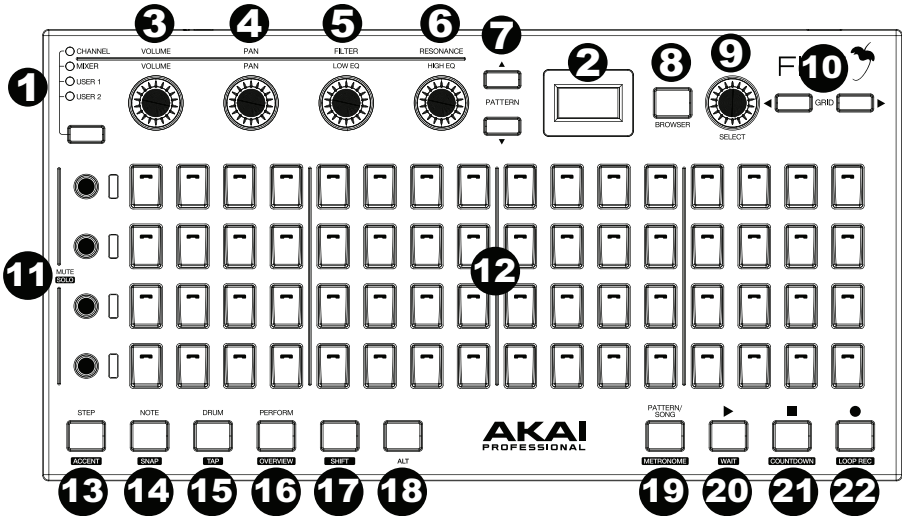 3 4 5 6 7
CHANNEL VOLUME PAN FILTER RESONANCE
MIXER VOLUME PAN LOW EQ HIGH EQ
1 USER 1
USER 2
PATTERN
2 8 9 10
BROWSER SELECT GRID
11 MUTE
SOLO
12
STEP NOTE DRUM PERFORM
ACCENT SNAP TAP OVERVIEW SHIFT ALT
AKAI
PROFESSIONAL
PATTERN/
SONG
METRONOME WAIT COUNTDOWN LOOP REC
13 14 15 16 17 18 19 20 21 22